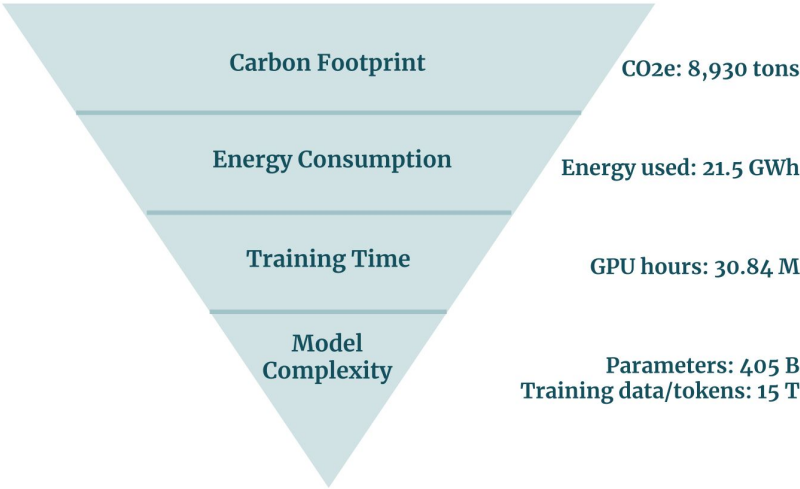 Carbon Footprint
CO2e: 8,930 tons
Energy Consumption
Energy used: 21.5 GWh
Training Time
GPU hours: 30.84 M
Model
Complexity
Parameters: 405 B
Training data/tokens: 15 T